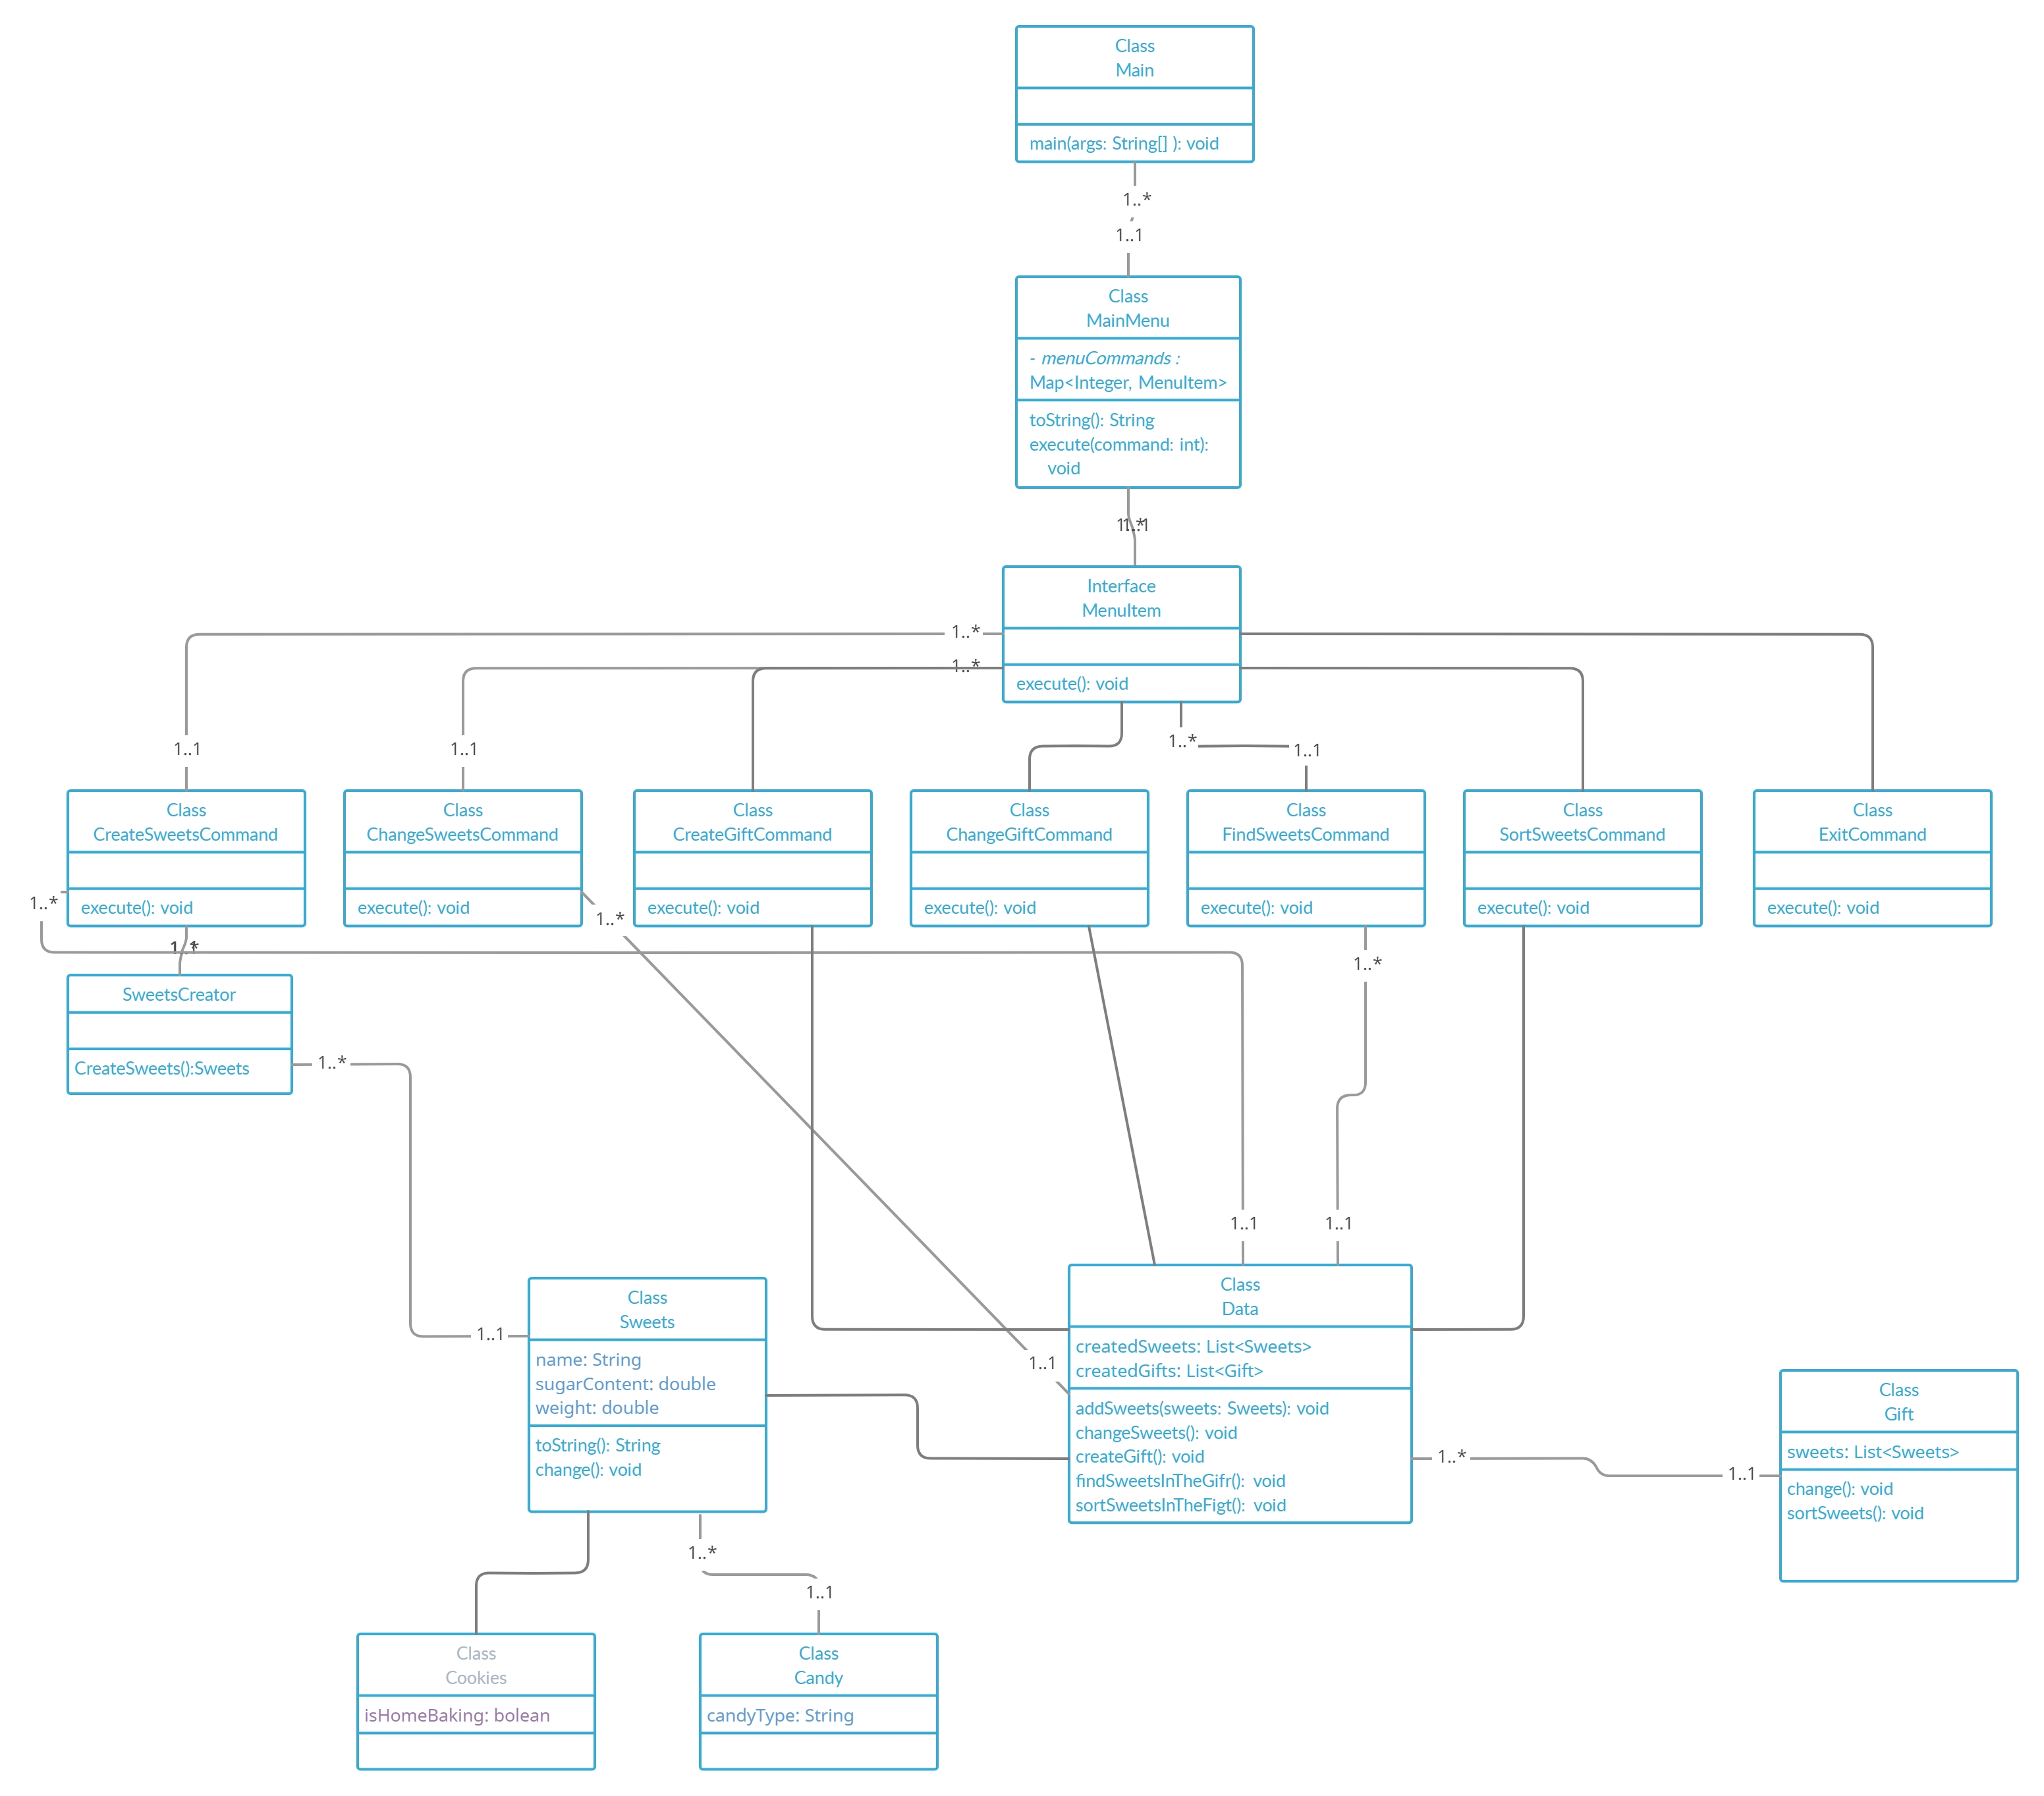 Class
Main
main(args: String[] ): void
1..*
1..1
Class
MainMenu
- menuCommands :
Map<Integer, MenuItem>
toString(): String
execute(command: int):
void
1..*
1..1
Interface
MenuItem
execute(): void
1..*
1..*
1..1
1..1
1..*
1..1
Class
CreateSweetsCommand
execute(): void
Class
ChangeSweetsCommand
execute(): void
Class
CreateGiftCommand
execute(): void
Class
ChangeGiftCommand
execute(): void
Class
FindSweetsCommand
execute(): void
Class
SortSweetsCommand
execute(): void
Class
ExitCommand
execute(): void
1..*
1..*
1..*
SweetsCreator
CreateSweets():Sweets
1..*
1..1
1..1
1..1
1..1
Class
Sweets
name: String
sugarContent: double
weight: double
toString(): String
change(): void
Class
Data
createdSweets: List<Sweets>
createdGifts: List<Gift>
addSweets(sweets: Sweets): void
changeSweets(): void
createGift(): void
findSweetsInTheGifr(): void
sortSweetsInTheFigt(): void
1..*
1..1
Class
Gift
sweets: List<Sweets>
change(): void
sortSweets(): void
1..*
1..1
Class
Cookies
isHomeBaking: bolean
Class
Candy
candyType: String